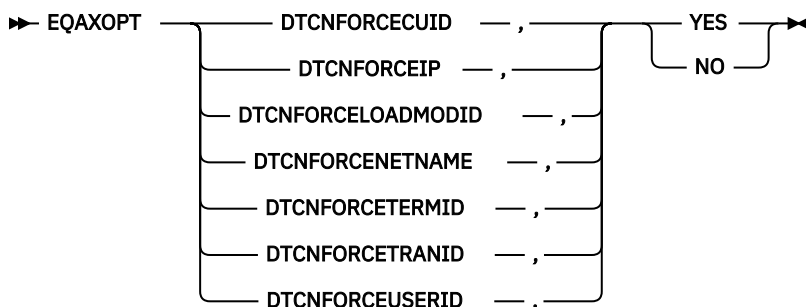 EQAXOPT DTCNFORCECUID , YES
DTCNFORCEIP , NO
DTCNFORCELOADMODID ,
DTCNFORCENETNAME ,
DTCNFORCETERMID ,
DTCNFORCETRANID ,
DTCNFORCEUSERID ,